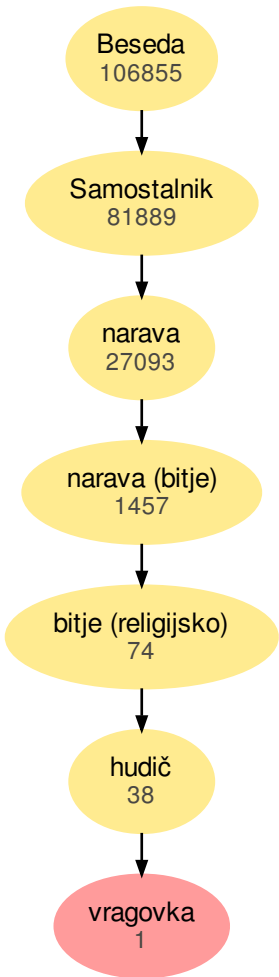 Beseda
106855
Samostalnik
81889
narava
27093
narava (bitje)
1457
bitje (religijsko)
74
hudič
38
vragovka
1